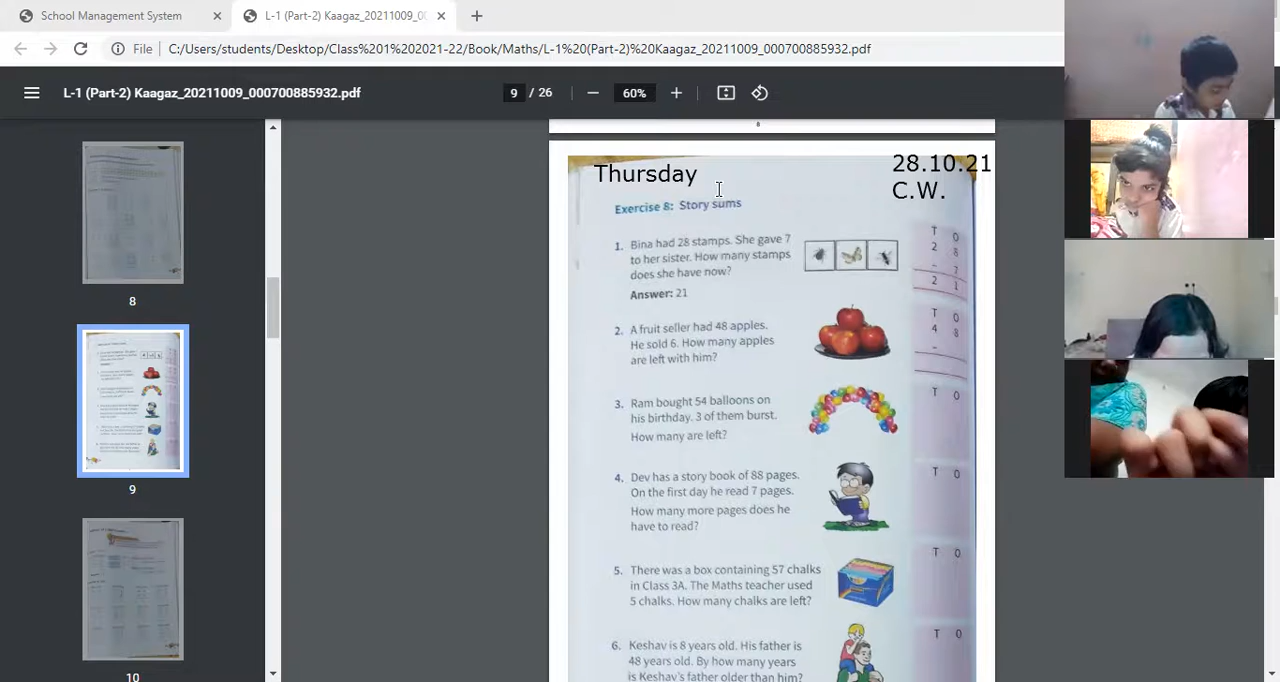 School Management System
L-1 (Part-2) Kaagaz_20211009_00
File
C:/Users/students/Desktop/Class%201%202021-22/Book/Maths/L-1%20(Part-2)%20Kaagaz_20211009_000700885932.pdf
L-1 (Part-2) Kaagaz_20211009_000700885932.pdf
9 / 26
60%
8
9
10
8
Thursday
28.10.21
C.W.
Exercise 8: Story sums
1. Bina had 28 stamps. She gave 7
to her sister. How many stamps
does she have now?
Answer: 21
T O
2 8
- 7
2 1
2. A fruit seller had 48 apples.
He sold 6. How many apples
are left with him?
T O
4 8
-
3. Ram bought 54 balloons on
his birthday. 3 of them burst.
How many are left?
T O
4. Dev has a story book of 88 pages.
On the first day he read 7 pages.
How many more pages does he
have to read?
T O
5. There was a box containing 57 chalks
in Class 3A. The Maths teacher used
5 chalks. How many chalks are left?
T O
6. Keshav is 8 years old. His father is
48 years old. By how many years
is Keshav's father older than him?
T O